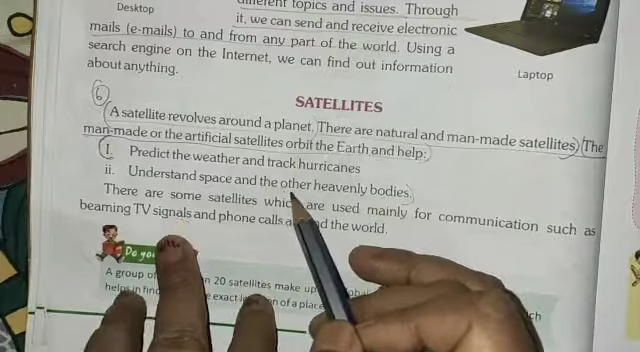 different topics and issues. Through
Desktop
it, we can send and receive electronic
mails (e-mails) to and from any part of the world. Using a
search engine on the Internet, we can find out information
about anything.
Laptop
SATELLITES
6
A satellite revolves around a planet. There are natural and man-made satellites. The
man-made or the artificial satellites orbit the Earth and help:
I. Predict the weather and track hurricanes
ii. Understand space and the other heavenly bodies.
There are some satellites which are used mainly for communication such as
beaming TV signals and phone calls around the world.
Do you
A group of 20 satellites make up
helps in exact of a place